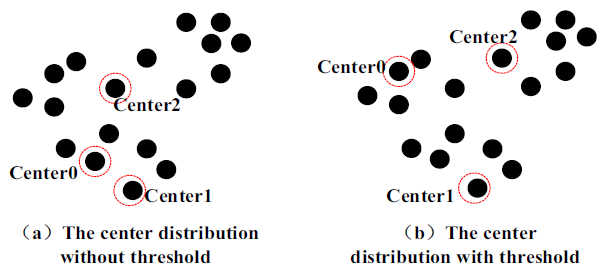 Center2
Center0
Center1
（a）The center distribution
without threshold
Center2
Center0
Center1
（b）The center
distribution with threshold